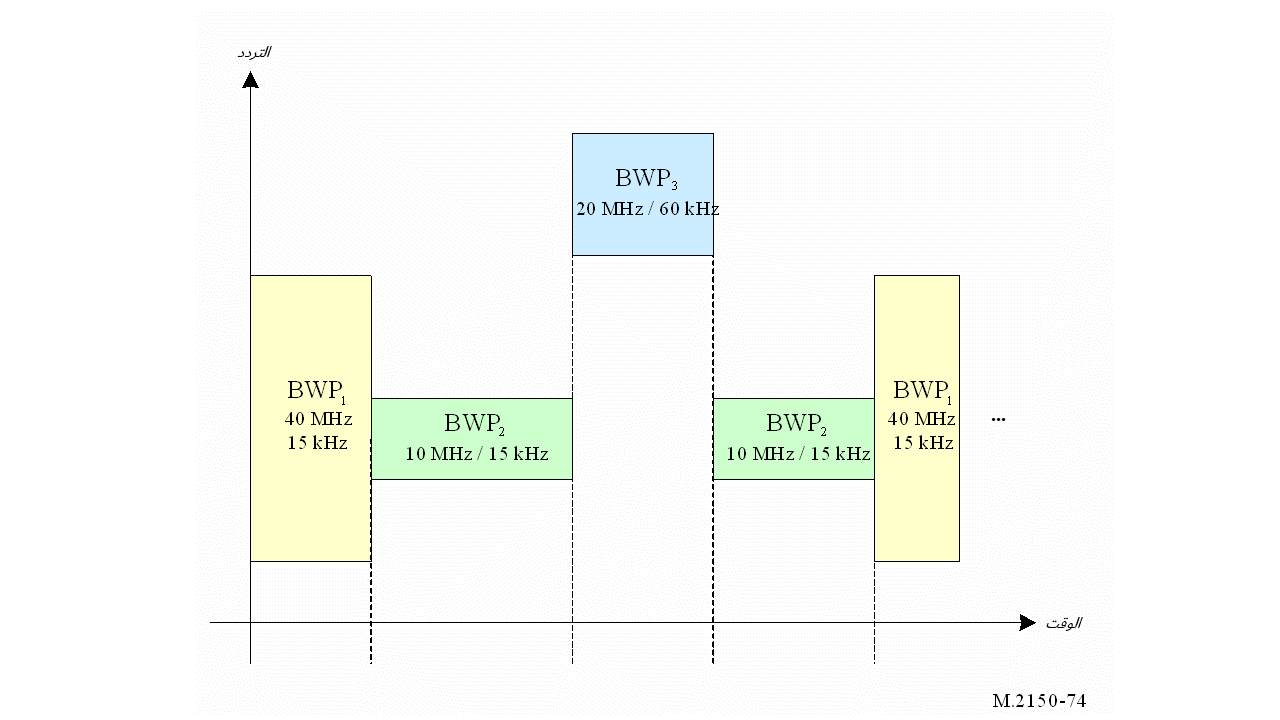 التردد
BWP₃
20 MHz / 60 kHz
BWP₁
40 MHz
15 kHz
BWP₂
10 MHz / 15 kHz
BWP₂
10 MHz / 15 kHz
BWP₁
40 MHz
15 kHz
...
الوقت
M.2150-74